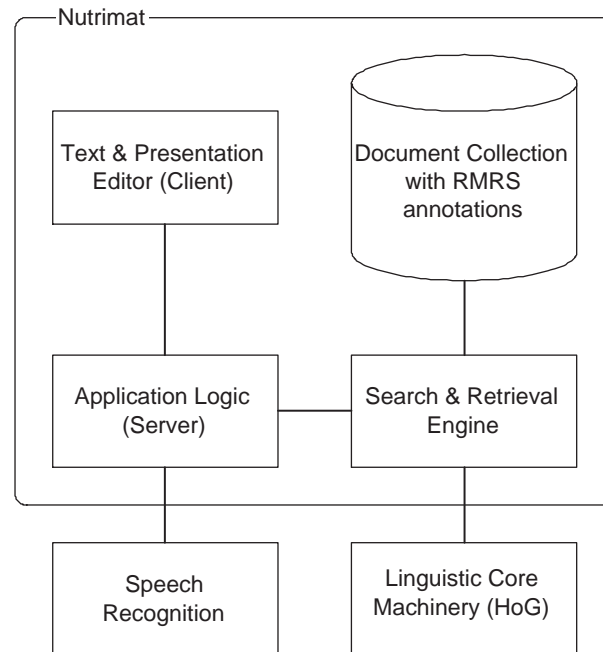 Nutrimat
Text & Presentation
Editor (Client)
Document Collection
with RMRS
annotations
Application Logic
(Server)
Search & Retrieval
Engine
Speech
Recognition
Linguistic Core
Machinery (HoG)